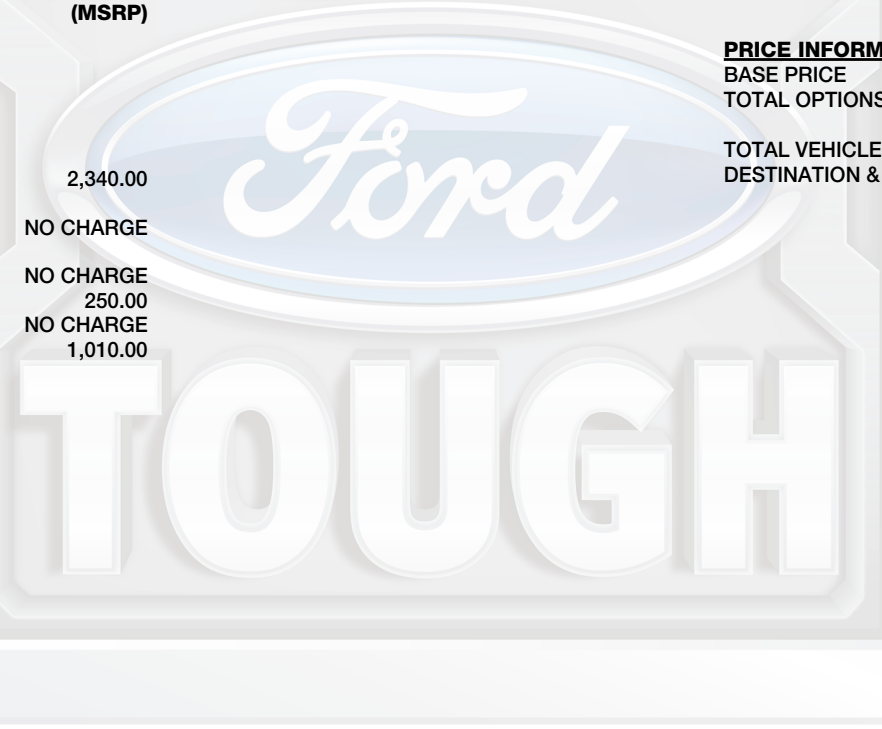 (MSRP)
2,340.00
NO CHARGE
NO CHARGE
250.00
NO CHARGE
1,010.00
PRICE INFORM
BASE PRICE
TOTAL OPTIONS
TOTAL VEHICLE
DESTINATION &
Ford
TOUGH